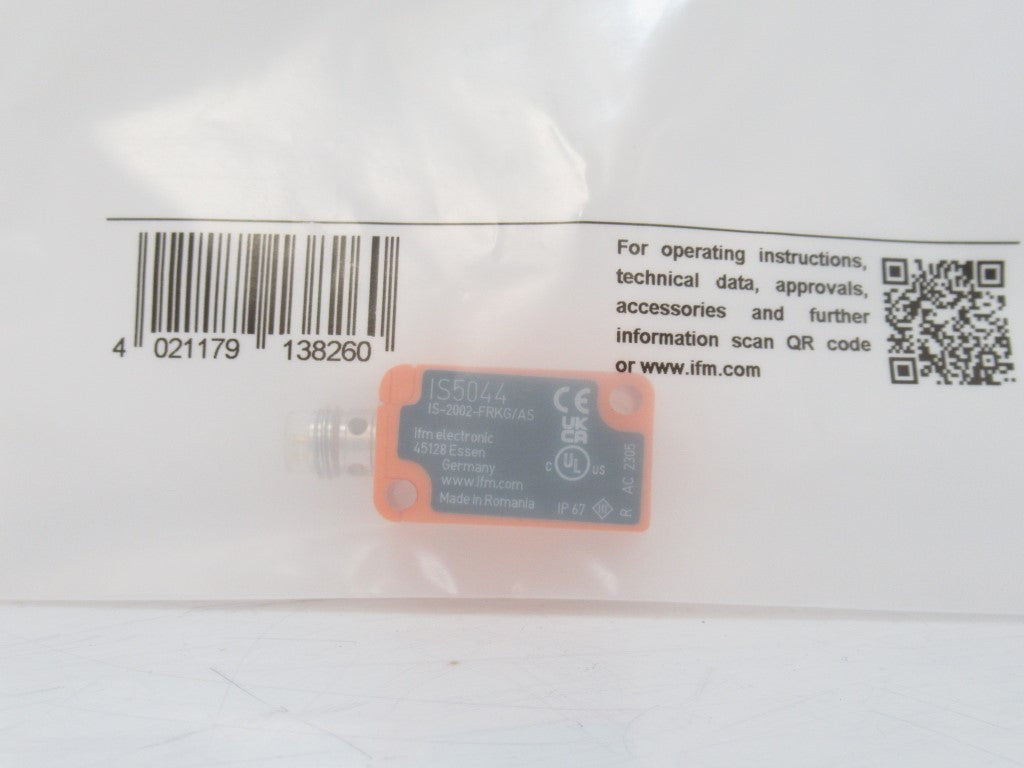 4 021179 138260
For operating instructions,
technical data, approvals,
accessories and further
information scan QR code
or www.ifm.com
IS5044
IS-2002-FRKG/AS
ifm electronic
45128 Essen
Germany
www.ifm.com
Made in Romania
CE
UK
CA
C UL US
IP 67 III
R AC 2305